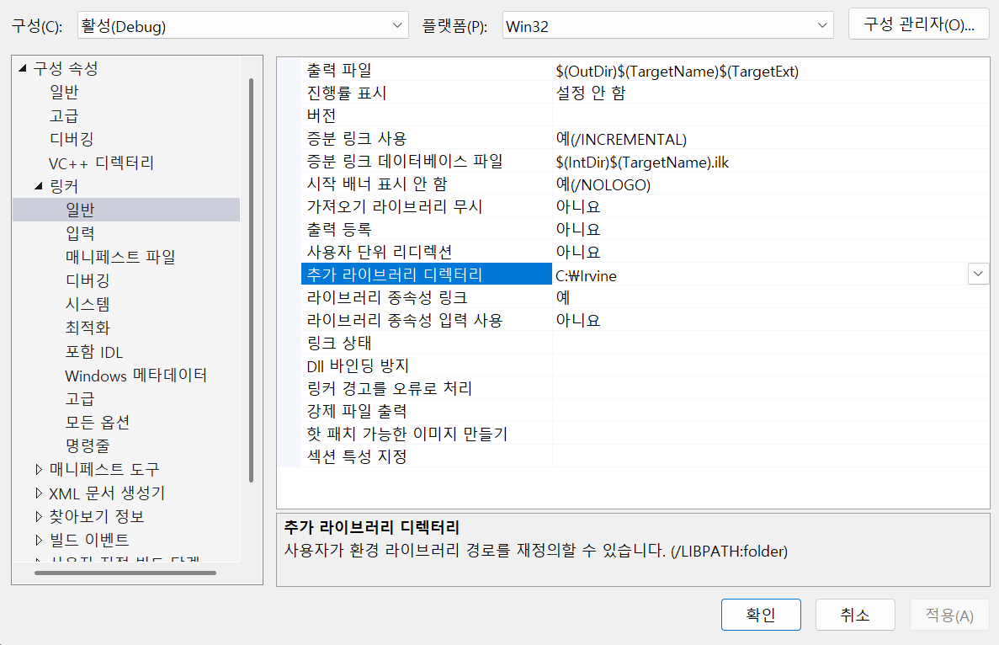 구성(C): 활성(Debug) 플랫폼(P): Win32 구성 관리자(O)...
구성 속성
일반
고급
디버깅
VC++ 디렉터리
링커
일반
입력
매니페스트 파일
디버깅
시스템
최적화
포함 IDL
Windows 메타데이터
고급
모든 옵션
명령줄
매니페스트 도구
XML 문서 생성기
찾아보기 정보
빌드 이벤트
사용자 지정 빌드 단계
출력 파일 $(OutDir)$(TargetName)$(TargetExt)
진행률 표시 설정 안 함
버전
증분 링크 사용 예(/INCREMENTAL)
증분 링크 데이터베이스 파일 $(IntDir)$(TargetName).ilk
시작 배너 표시 안 함 예(/NOLOGO)
가져오기 라이브러리 무시 아니요
출력 등록 아니요
사용자 단위 리디렉션 아니요
추가 라이브러리 디렉터리 C:₩Irvine
라이브러리 종속성 링크 예
라이브러리 종속성 입력 사용 아니요
링크 상태
Dll 바인딩 방지
링커 경고를 오류로 처리
강제 파일 출력
핫 패치 가능한 이미지 만들기
섹션 특성 지정
추가 라이브러리 디렉터리
사용자가 환경 라이브러리 경로를 재정의할 수 있습니다. (/LIBPATH:folder)
확인 취소 적용(A)